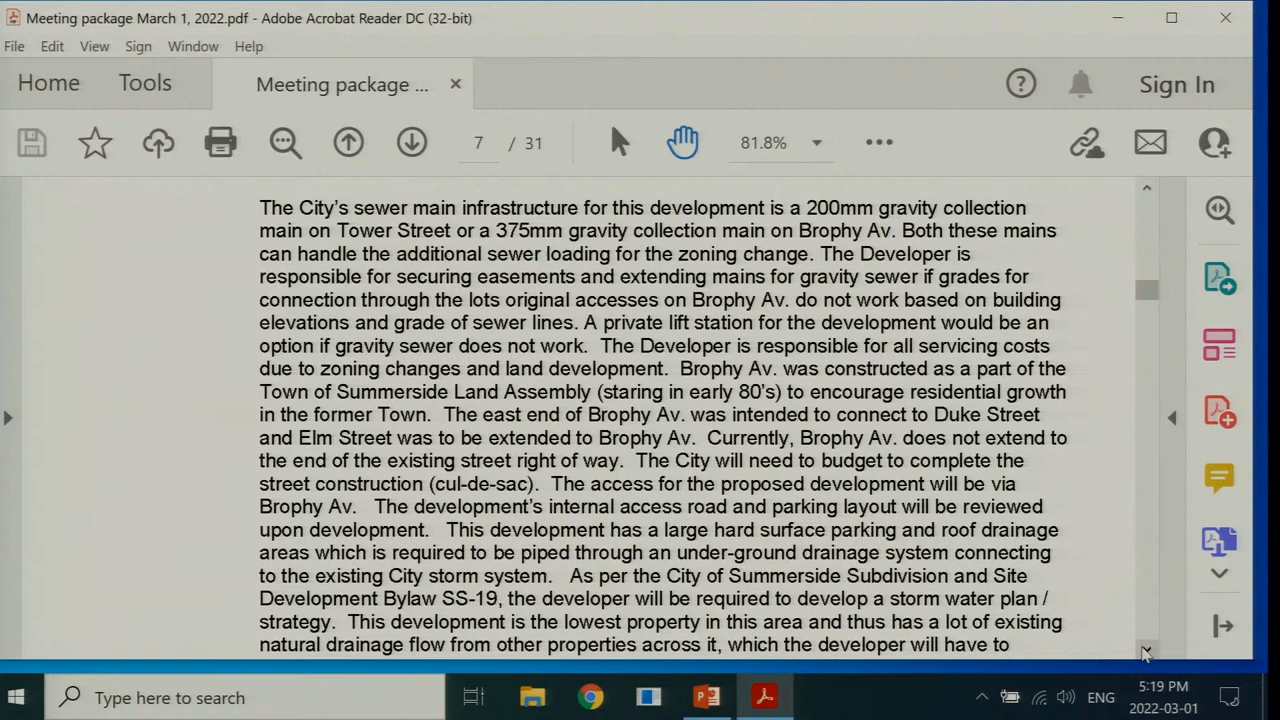 Meeting package March 1, 2022.pdf - Adobe Acrobat Reader DC (32-bit)
File Edit View Sign Window Help
Home Tools Meeting package ... Sign In
7 / 31 81.8%
The City's sewer main infrastructure for this development is a 200mm gravity collection
main on Tower Street or a 375mm gravity collection main on Brophy Av. Both these mains
can handle the additional sewer loading for the zoning change. The Developer is
responsible for securing easements and extending mains for gravity sewer if grades for
connection through the lots original accesses on Brophy Av. do not work based on building
elevations and grade of sewer lines. A private lift station for the development would be an
option if gravity sewer does not work. The Developer is responsible for all servicing costs
due to zoning changes and land development. Brophy Av. was constructed as a part of the
Town of Summerside Land Assembly (staring in early 80's) to encourage residential growth
in the former Town. The east end of Brophy Av. was intended to connect to Duke Street
and Elm Street was to be extended to Brophy Av. Currently, Brophy Av. does not extend to
the end of the existing street right of way. The City will need to budget to complete the
street construction (cul-de-sac). The access for the proposed development will be via
Brophy Av. The development's internal access road and parking layout will be reviewed
upon development. This development has a large hard surface parking and roof drainage
areas which is required to be piped through an under-ground drainage system connecting
to the existing City storm system. As per the City of Summerside Subdivision and Site
Development Bylaw SS-19, the developer will be required to develop a storm water plan /
strategy. This development is the lowest property in this area and thus has a lot of existing
natural drainage flow from other properties across it, which the developer will have to
Type here to search
ENG
5:19 PM
2022-03-01